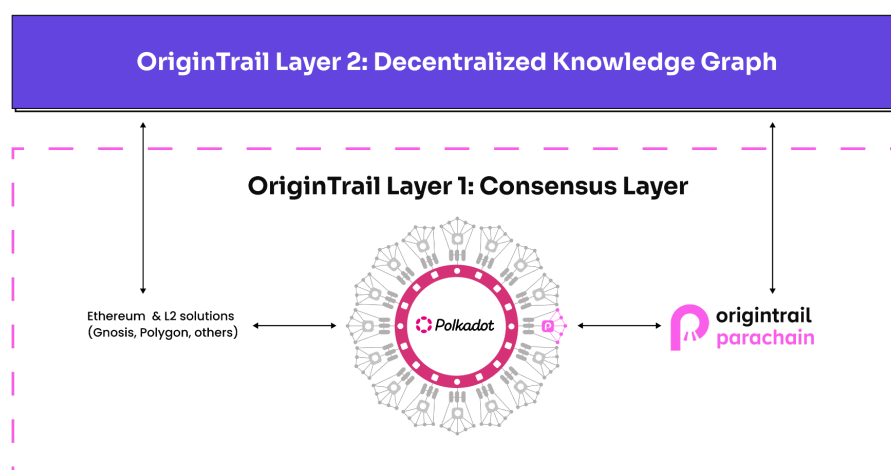 OriginTrail Layer 2: Decentralized Knowledge Graph
OriginTrail Layer 1: Consensus Layer
Ethereum & L2 solutions
(Gnosis, Polygon, others)
Polkadot
origintrail
parachain